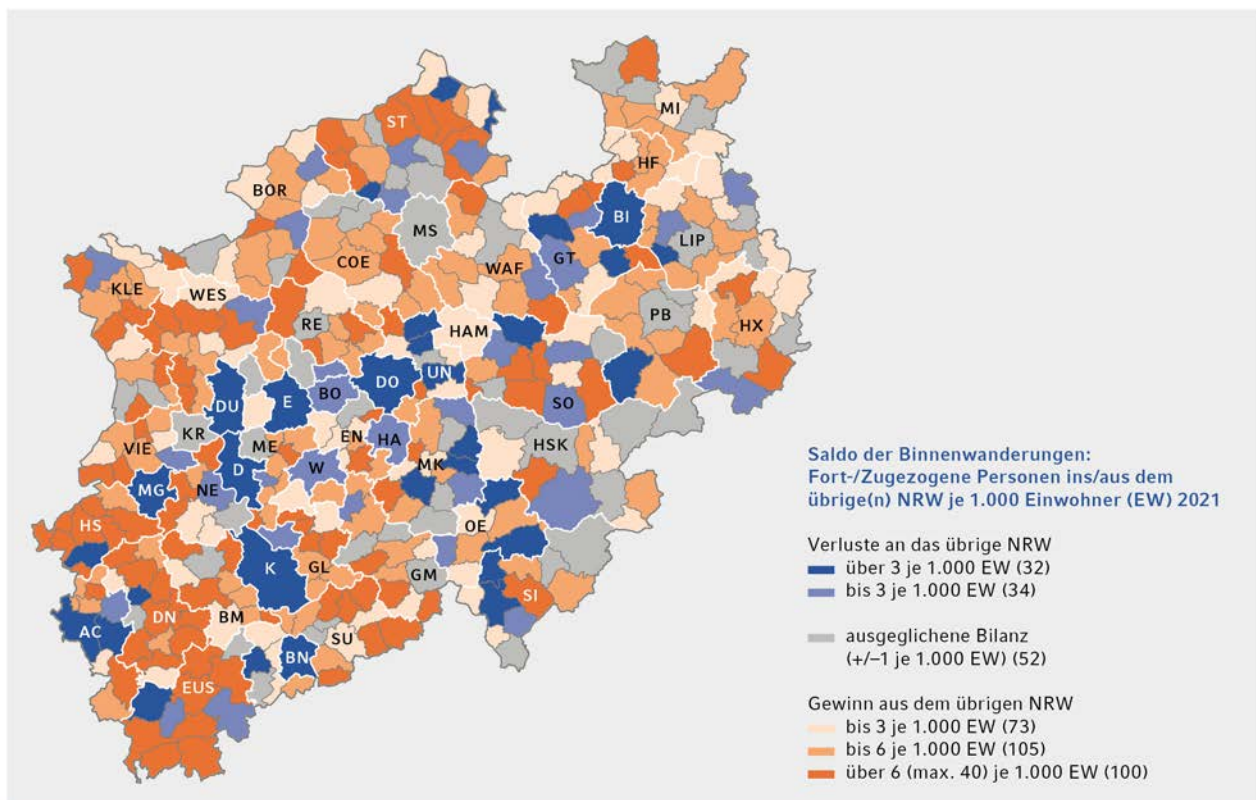 ST
MI
HF
BOR
BI
MS
LIP
GT
COE
WAF
KLE
WES
PB
RE
HAM
HX
DO
UN
E
BO
DU
SO
KR
EN
HA
HSK
VIE
ME
MK
W
D
MG
NE
HS
OE
K
GL
GM
SI
DN
BM
AC
SU
BN
EUS
Saldo der Binnenwanderungen:
Fort-/Zugezogene Personen ins/aus dem
übrige(n) NRW je 1.000 Einwohner (EW) 2021
Verluste an das übrige NRW
über 3 je 1.000 EW (32)
bis 3 je 1.000 EW (34)
ausgeglichene Bilanz
(+/–1 je 1.000 EW) (52)
Gewinn aus dem übrigen NRW
bis 3 je 1.000 EW (73)
bis 6 je 1.000 EW (105)
über 6 (max. 40) je 1.000 EW (100)